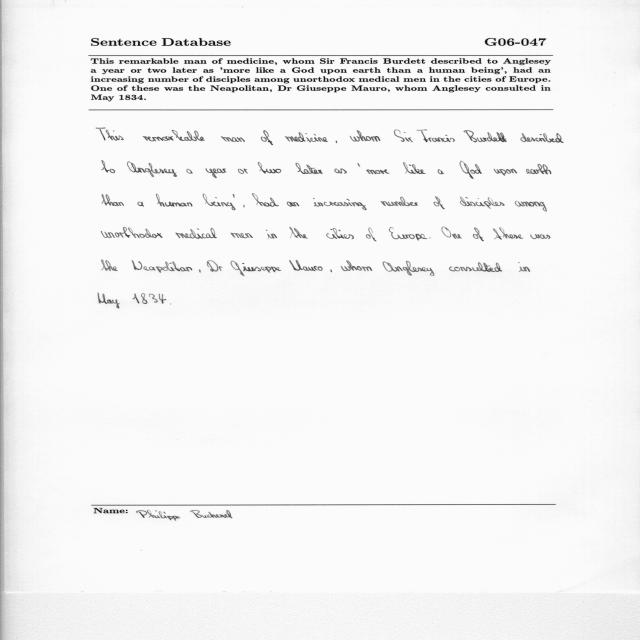 Sentence Database G06-047
This remarkable man of medicine, whom Sir Francis Burdett described to Anglesey
a year or two later as 'more like a God upon earth than a human being', had an
increasing number of disciples among unorthodox medical men in the cities of Europe.
One of these was the Neapolitan, Dr Giuseppe Mauro, whom Anglesey consulted in
May 1834.
This remarkable man of medicine, whom Sir Francis Burdett described
to Anglesey a year or two later as 'more like a God upon earth
than a human being', had an increasing number of disciples among
unorthodox medical men in the cities of Europe. One of these was
the Neapolitan, Dr Giuseppe Mauro, whom Anglesey consulted in
May 1834.
Name: Philippe